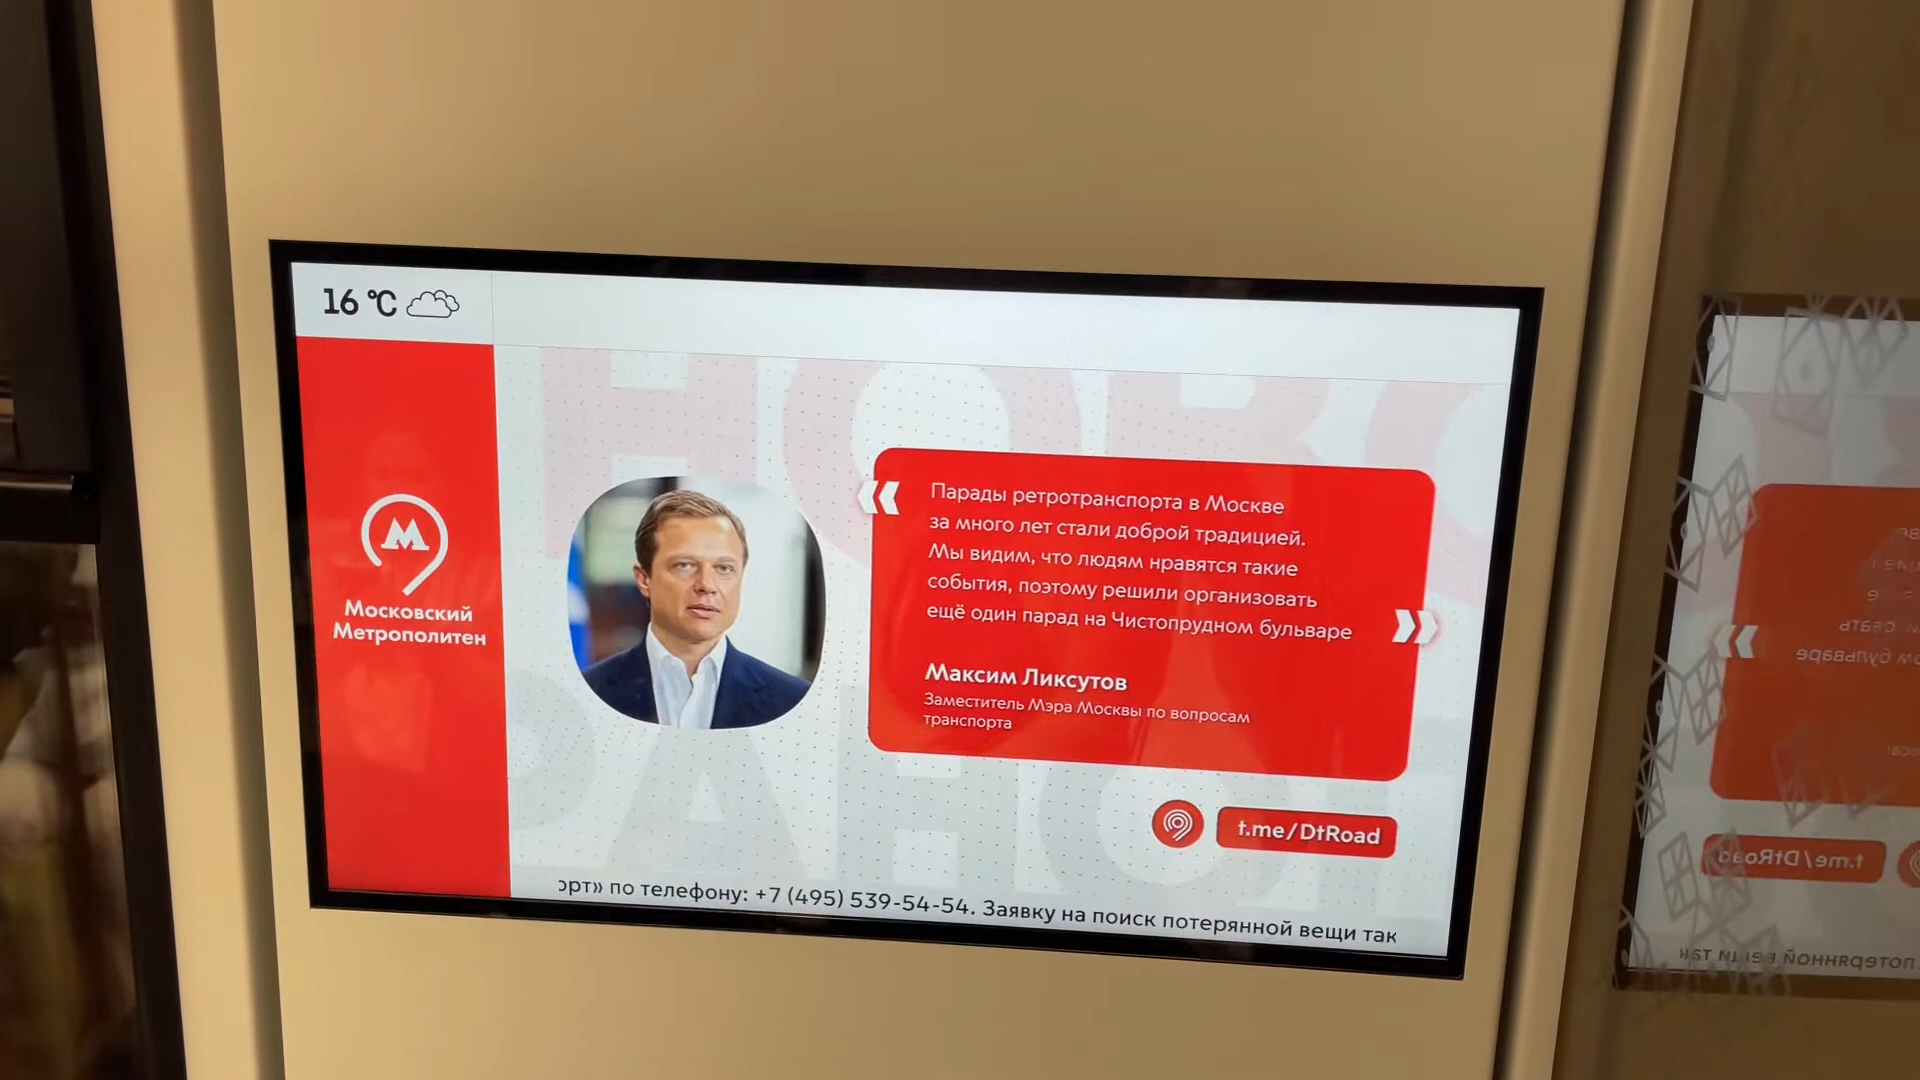 16 °C
Московский
Метрополитен
Парады ретротранспорта в Москве
за много лет стали доброй традицией.
Мы видим, что людям нравятся такие
события, поэтому решили организовать
ещё один парад на Чистопрудном бульваре
Максим Ликсутов
Заместитель Мэра Москвы по вопросам
транспорта
t.me/DtRoad
орт» по телефону: +7 (495) 539-54-54. Заявку на поиск потерянной вещи так